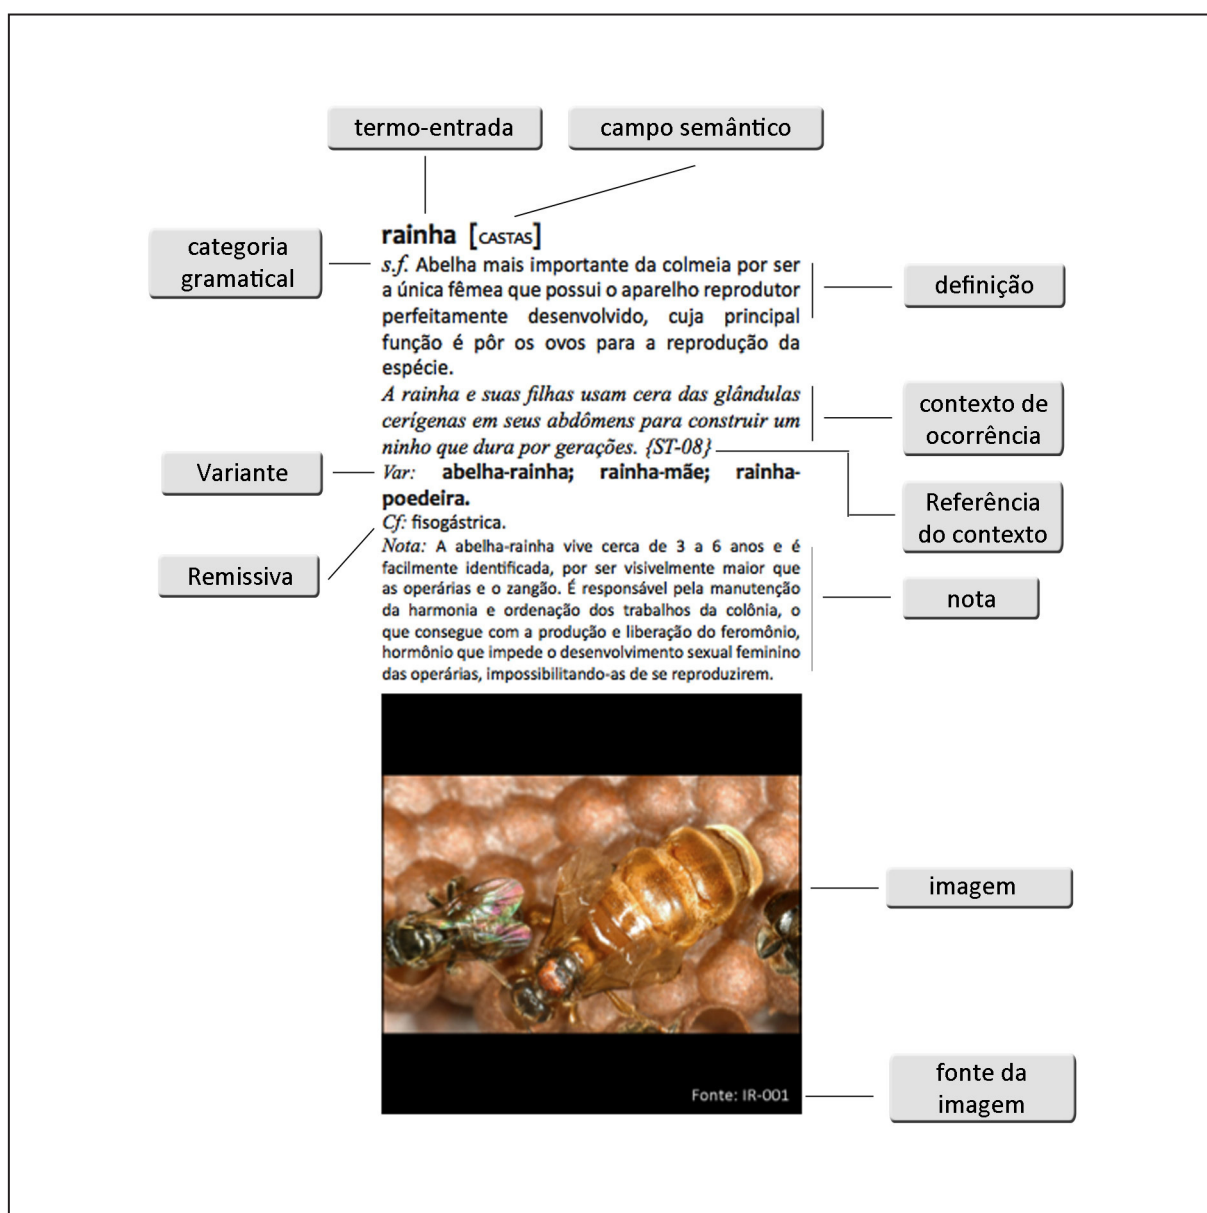 termo-entrada
campo semântico
categoria
gramatical
rainha [CASTAS]
s.f. Abelha mais importante da colmeia por ser
a única fêmea que possui o aparelho reprodutor
perfeitamente desenvolvido, cuja principal
função é pôr os ovos para a reprodução da
espécie.
definição
A rainha e suas filhas usam cera das glândulas
cerígenas em seus abdômens para construir um
ninho que dura por gerações. {ST-08}
contexto de
ocorrência
Variante
Var: abelha-rainha; rainha-mãe; rainha-
poedeira.
Referência
do contexto
Remissiva
Cf: fisogástrica.
Nota: A abelha-rainha vive cerca de 3 a 6 anos e é
facilmente identificada, por ser visivelmente maior que
as operárias e o zangão. É responsável pela manutenção
da harmonia e ordenação dos trabalhos da colônia, o
que consegue com a produção e liberação do feromônio,
hormônio que impede o desenvolvimento sexual feminino
das operárias, impossibilitando-as de se reproduzirem.
nota
imagem
Fonte: IR-001
fonte da
imagem